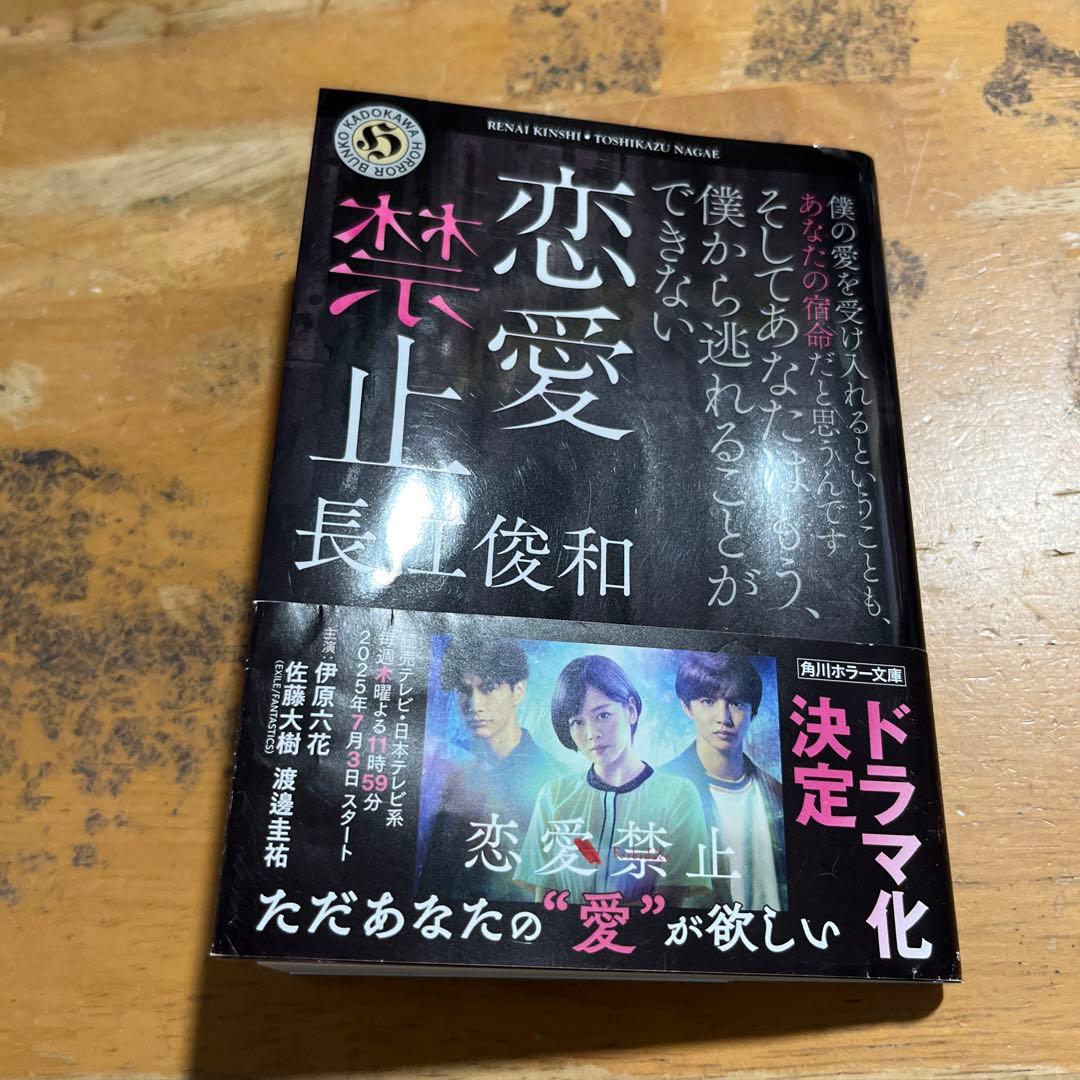 KADOKAWA HORROR BUNKO
H
RENAI KINSHI • TOSHIKAZU NAGAE
僕の愛を受け入れるということも、
あなたの宿命だと思うんです
そしてあなたはもう、
僕から逃れることが
できない
恋愛
禁止
長江俊和
角川ホラー文庫
ドラマ化
決定
読売テレビ・日本テレビ系
毎週木曜よる11時59分
2025年7月3日スタート
主演:伊原六花
佐藤大樹 渡邊圭祐
(EXILE/FANTASTICS)
恋愛禁止
ただあなたの“愛”が欲しい